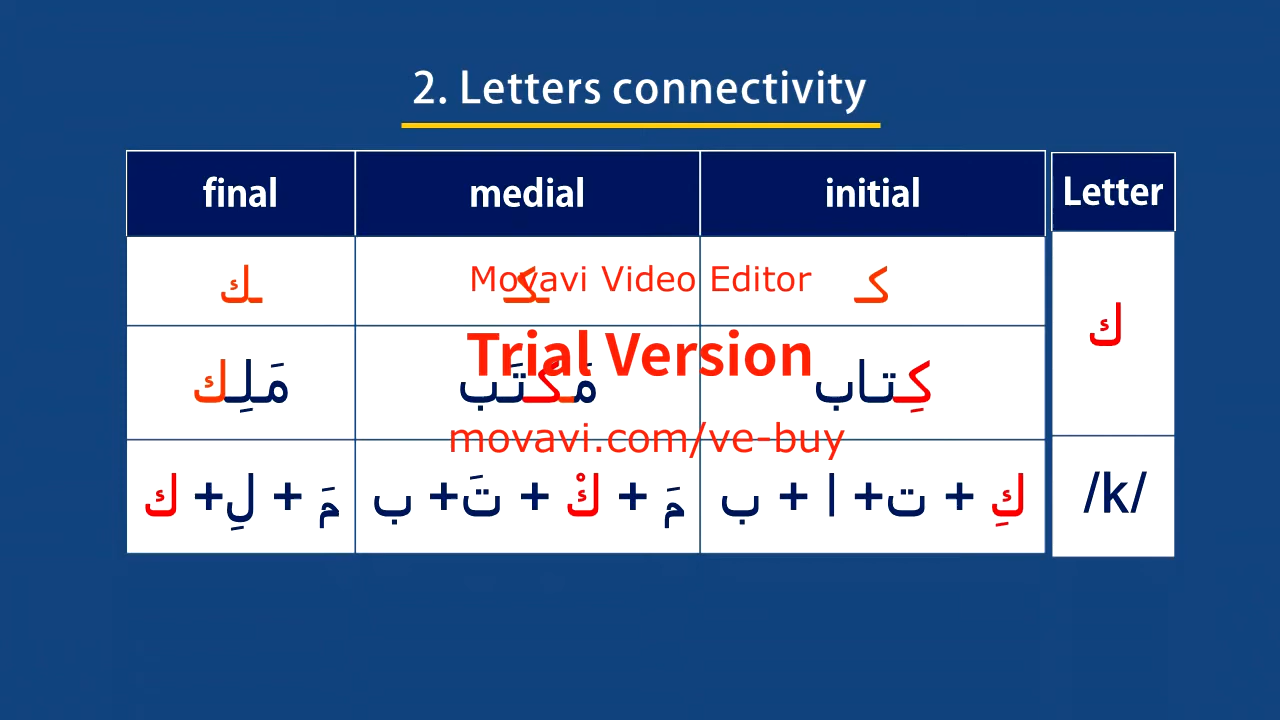 2. Letters connectivity
final medial initial Letter
ـك ـكـ كـ ك
Movavi Video Editor
Trial Version
مَلِك مَكْتَب كِتاب
movavi.com/ve-buy
مَ + لِ+ ك
مَ + كْ + تَ+ ب
كِ + ت+ ا + ب
/k/